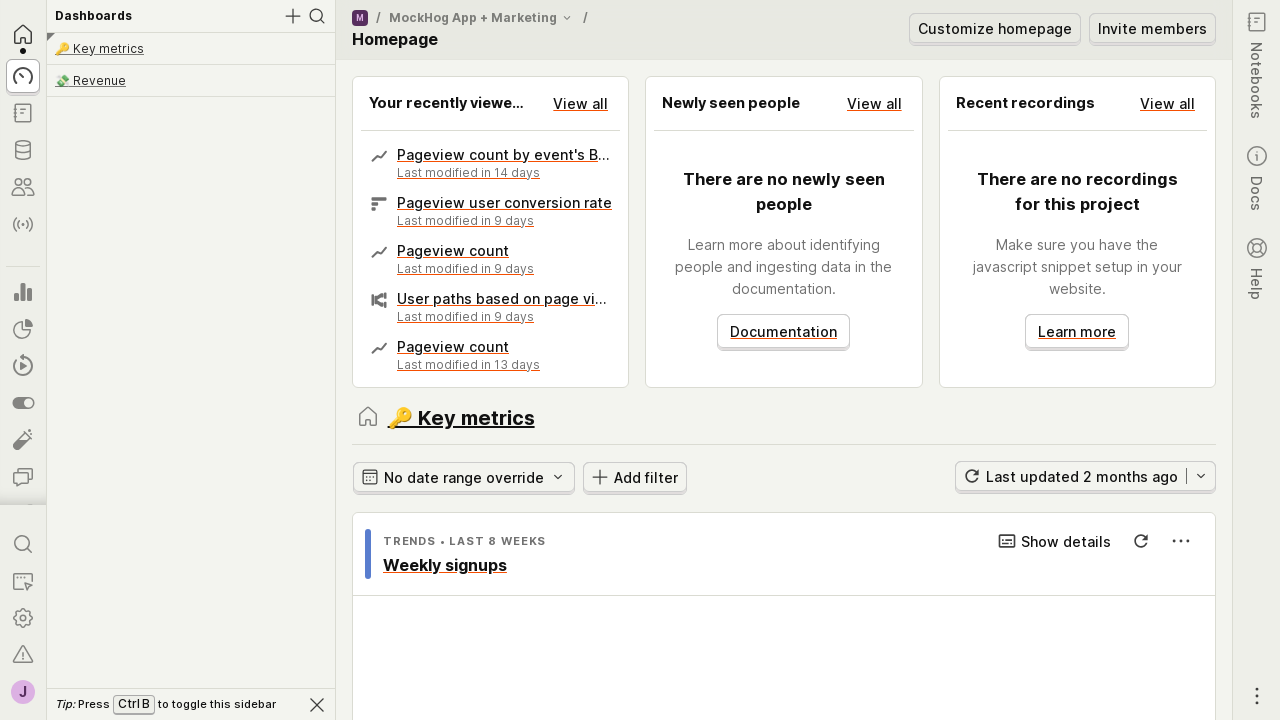 Dashboards
🔑 Key metrics
💸 Revenue
Tip: Press Ctrl B to toggle this sidebar
J
M / MockHog App + Marketing /
Homepage
Customize homepage
Invite members
Your recently viewe...
View all
Pageview count by event's B...
Last modified in 14 days
Pageview user conversion rate
Last modified in 9 days
Pageview count
Last modified in 9 days
User paths based on page vi...
Last modified in 9 days
Pageview count
Last modified in 13 days
Newly seen people
View all
There are no newly seen
people
Learn more about identifying
people and ingesting data in the
documentation.
Documentation
Recent recordings
View all
There are no recordings
for this project
Make sure you have the
javascript snippet setup in your
website.
Learn more
🔑 Key metrics
No date range override
Add filter
Last updated 2 months ago
TRENDS • LAST 8 WEEKS
Show details
Weekly signups
Notebooks
Docs
Help